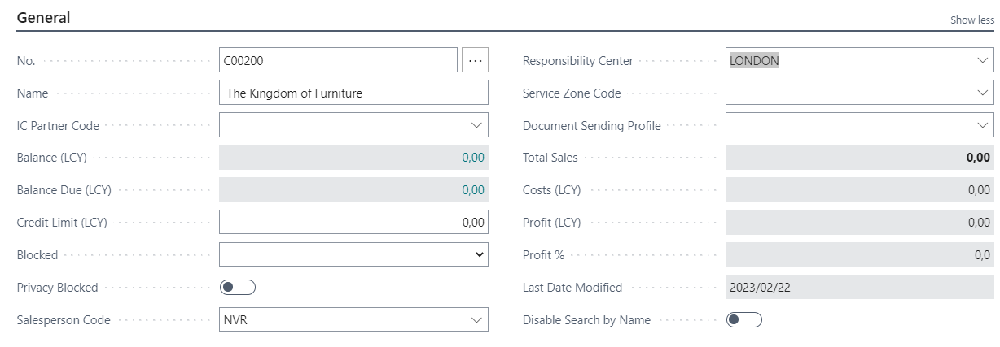 General
Show less
No.
C00200
...
Responsibility Center
LONDON
Name
The Kingdom of Furniture
Service Zone Code
IC Partner Code
Document Sending Profile
Balance (LCY)
0,00
Total Sales
0,00
Balance Due (LCY)
0,00
Costs (LCY)
0,00
Credit Limit (LCY)
0,00
Profit (LCY)
0,00
Blocked
Profit %
0,0
Privacy Blocked
Last Date Modified
2023/02/22
Salesperson Code
NVR
Disable Search by Name